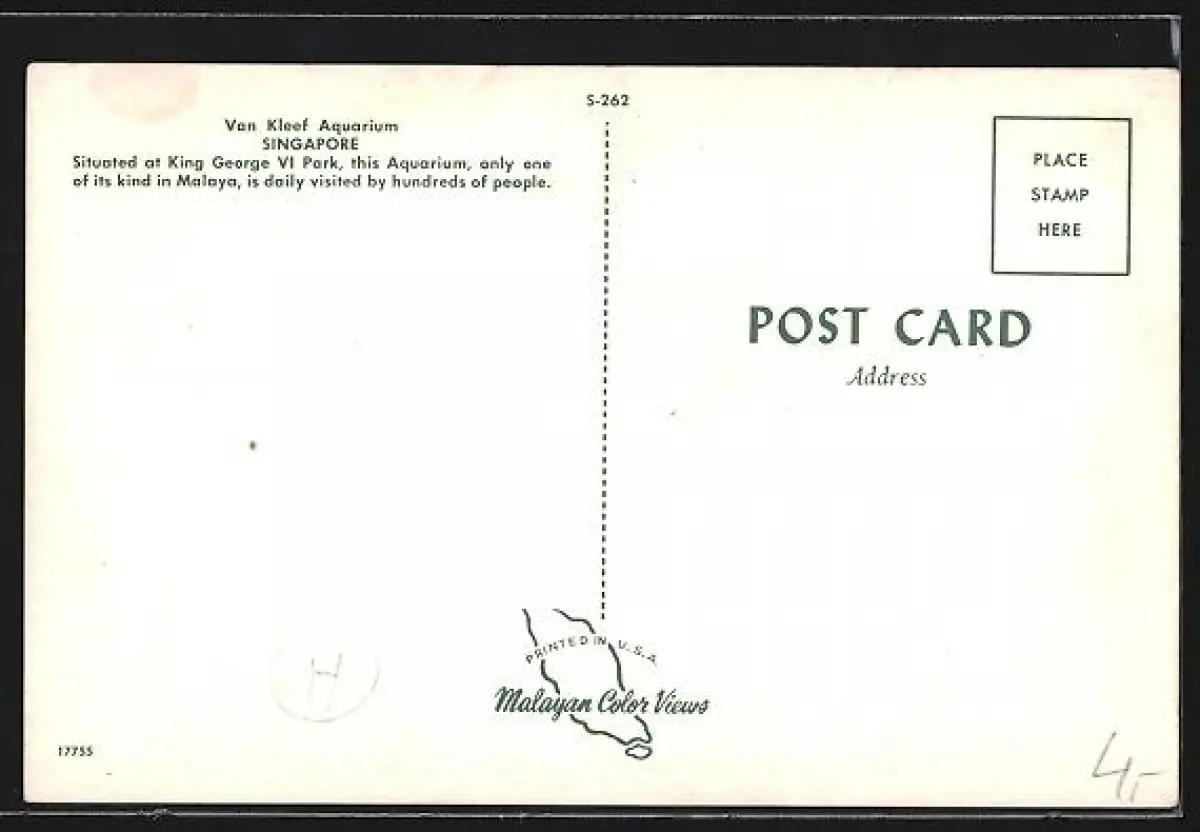 S-262
Van Kleef Aquarium
SINGAPORE
Situated at King George VI Park, this Aquarium, only one
of its kind in Malaya, is daily visited by hundreds of people.
PLACE
STAMP
HERE
POST CARD
Address
PRINTED IN U.S.A.
Malayan Color Views
H
17755
4,-